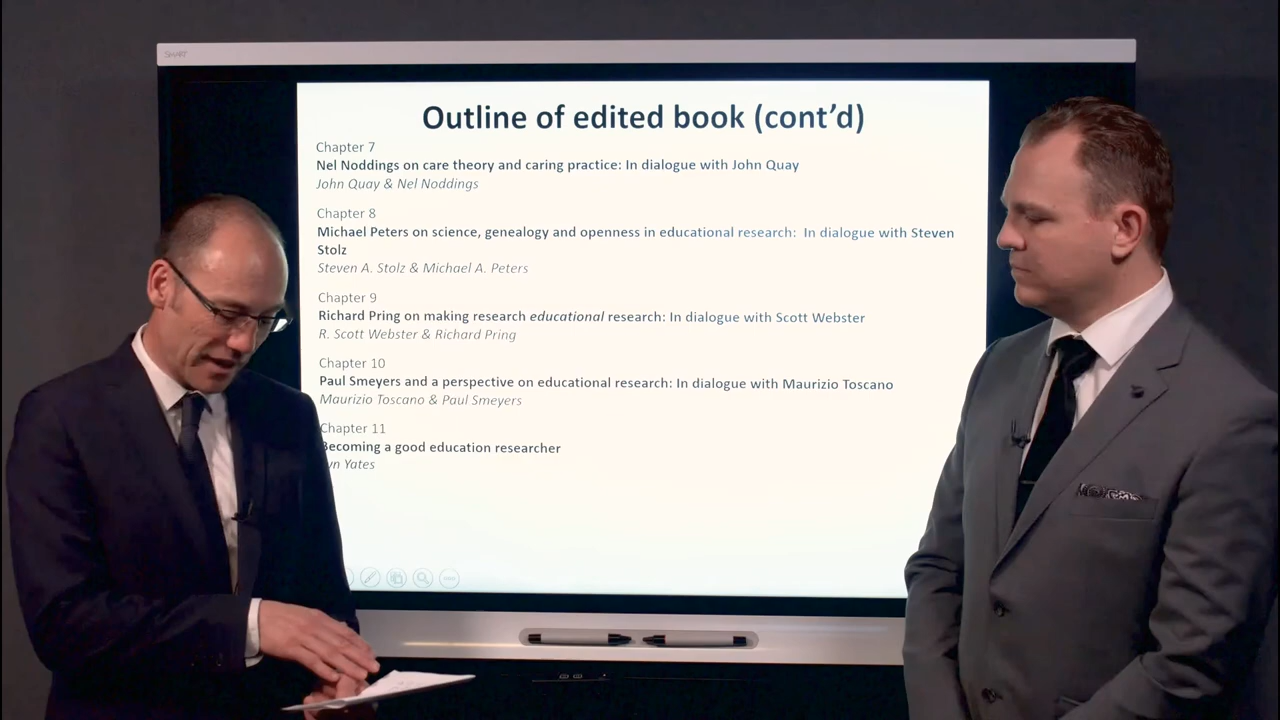 SMART
Outline of edited book (cont’d)
Chapter 7
Nel Noddings on care theory and caring practice: In dialogue with John Quay
John Quay & Nel Noddings
Chapter 8
Michael Peters on science, genealogy and openness in educational research: In dialogue with Steven
Stolz
Steven A. Stolz & Michael A. Peters
Chapter 9
Richard Pring on making research educational research: In dialogue with Scott Webster
R. Scott Webster & Richard Pring
Chapter 10
Paul Smeyers and a perspective on educational research: In dialogue with Maurizio Toscano
Maurizio Toscano & Paul Smeyers
Chapter 11
Becoming a good education researcher
Yates